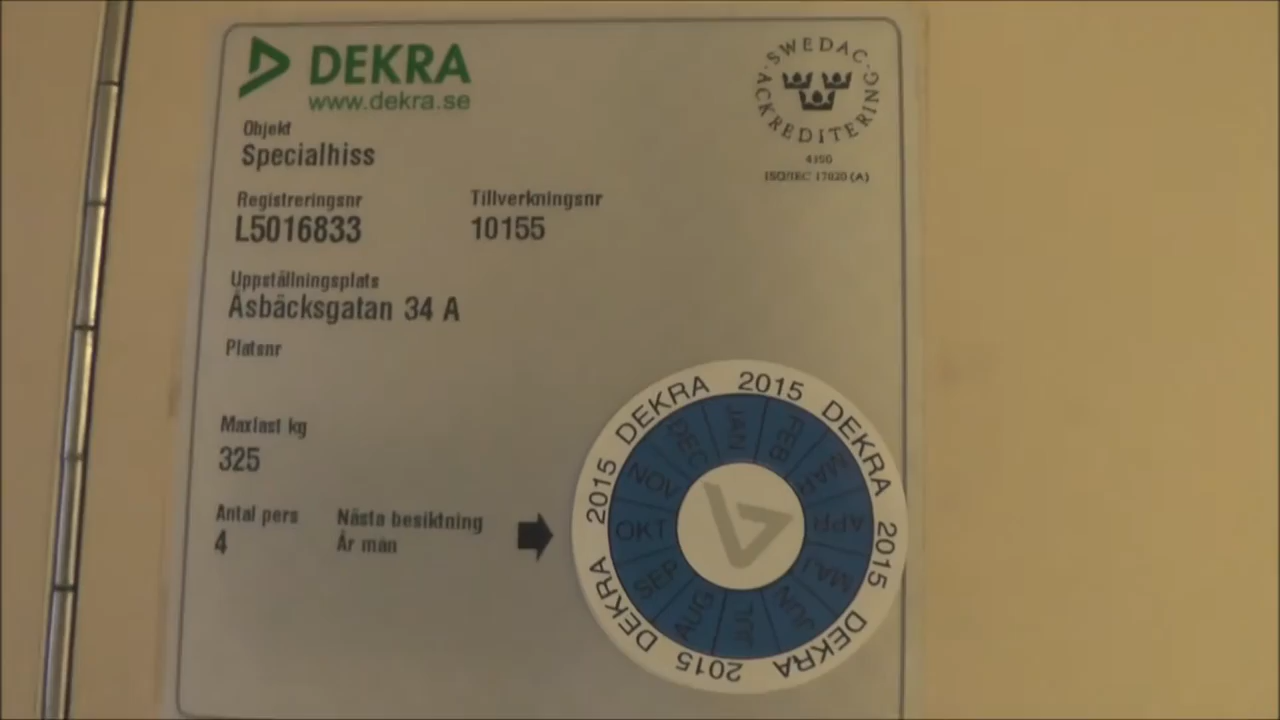 DEKRA
www.dekra.se
SWEDAC
ACKREDITERING
4190
ISO/IEC 17020 (A)
Objekt
Specialhiss
Registreringsnr Tillverkningsnr
L5016833 10155
Uppställningsplats
Åsbäcksgatan 34 A
Platsnr
Maxlast kg
325
Antal pers Nästa besiktning
4 År mån
DEKRA 2015 DEKRA 2015 DEKRA 2015 DEKRA 2015
JAN FEB MAR APR MAJ JUN JUL AUG SEP OKT NOV DEC